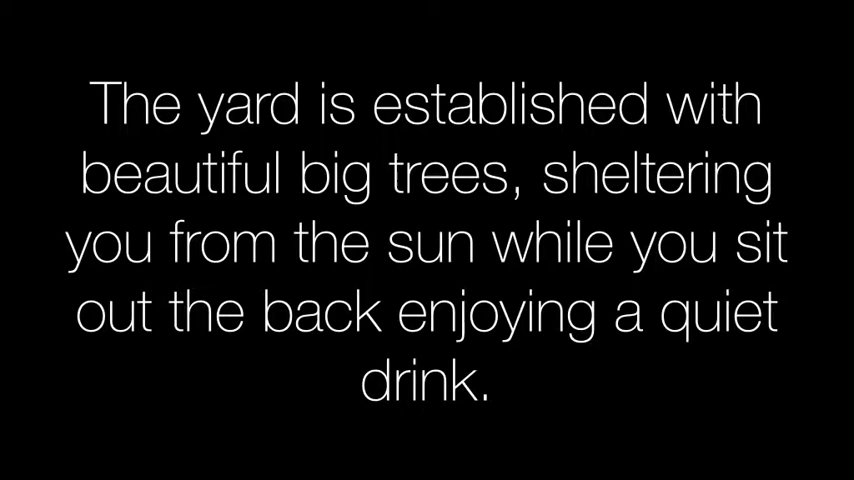 The yard is established with
beautiful big trees, sheltering
you from the sun while you sit
out the back enjoying a quiet
drink.